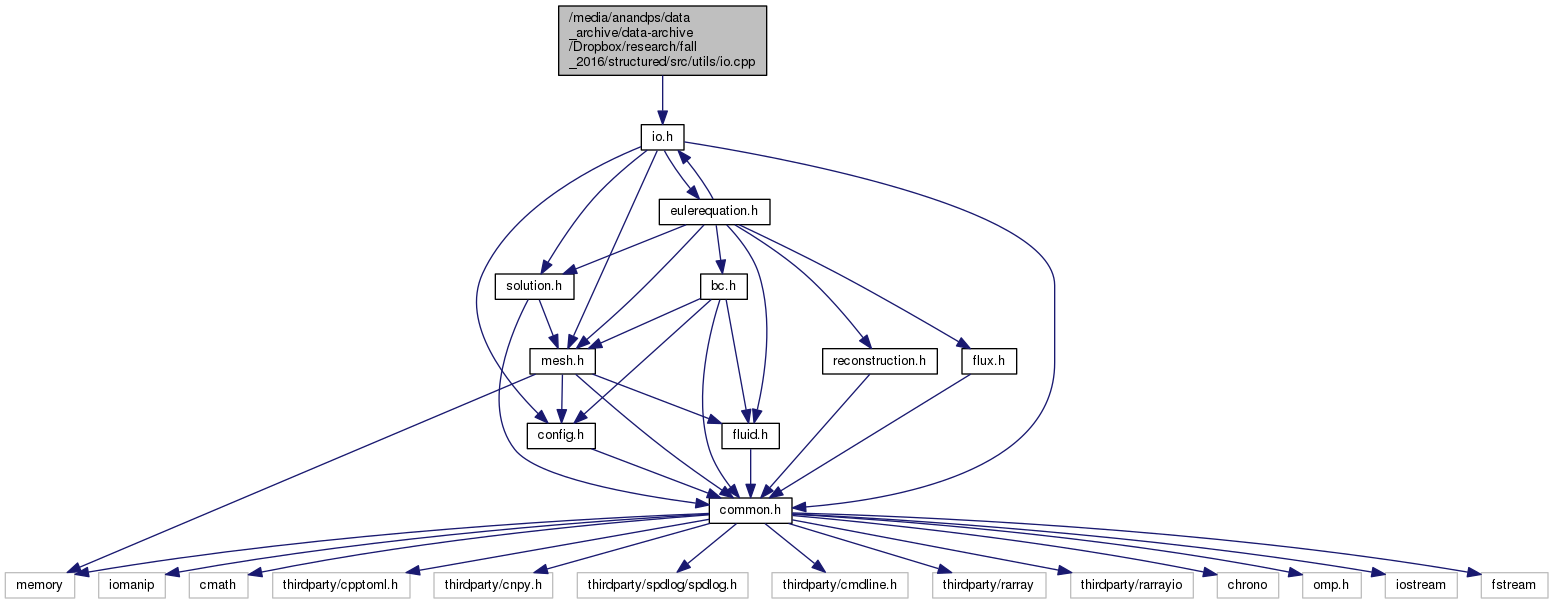 /media/anandps/data
_archive/data-archive
/Dropbox/research/fall
_2016/structured/src/utils/io.cpp
io.h
eulerequation.h
solution.h
bc.h
mesh.h
reconstruction.h
flux.h
config.h
fluid.h
common.h
memory
iomanip
cmath
thirdparty/cpptoml.h
thirdparty/cnpy.h
thirdparty/spdlog/spdlog.h
thirdparty/cmdline.h
thirdparty/rarray
thirdparty/rarrayio
chrono
omp.h
iostream
fstream